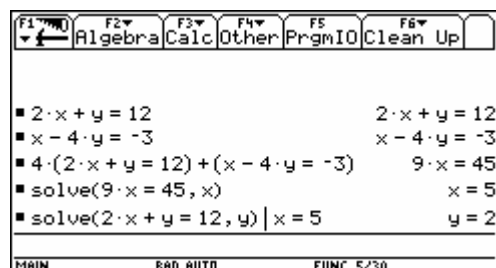 F1▼ F2▼ Algebra F3▼ Calc F4▼ Other F5 PrgmIO F6▼ Clean Up
▪ 2·x + y = 12 2·x + y = 12
▪ x − 4·y = ⁻3 x − 4·y = ⁻3
▪ 4·(2·x + y = 12) + (x − 4·y = ⁻3) 9·x = 45
▪ solve(9·x = 45, x) x = 5
▪ solve(2·x + y = 12, y) | x = 5 y = 2
MAIN RAD AUTO FUNC 5/30